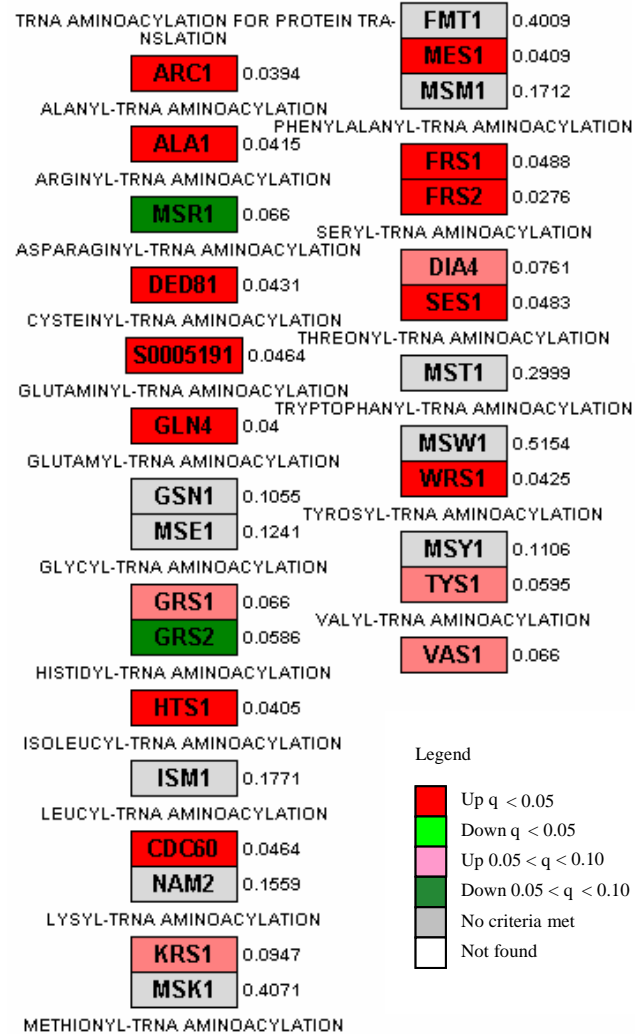 TRNA AMINOACYLATION FOR PROTEIN TRA-
NSLATION
ARC1 0.0394
ALANYL-TRNA AMINOACYLATION
ALA1 0.0415
ARGINYL-TRNA AMINOACYLATION
MSR1 0.066
ASPARAGINYL-TRNA AMINOACYLATION
DED81 0.0431
CYSTEINYL-TRNA AMINOACYLATION
S0005191 0.0464
GLUTAMINYL-TRNA AMINOACYLATION
GLN4 0.04
GLUTAMYL-TRNA AMINOACYLATION
GSN1 0.1055
MSE1 0.1241
GLYCYL-TRNA AMINOACYLATION
GRS1 0.066
GRS2 0.0586
HISTIDYL-TRNA AMINOACYLATION
HTS1 0.0405
ISOLEUCYL-TRNA AMINOACYLATION
ISM1 0.1771
LEUCYL-TRNA AMINOACYLATION
CDC60 0.0464
NAM2 0.1559
LYSYL-TRNA AMINOACYLATION
KRS1 0.0947
MSK1 0.4071
METHIONYL-TRNA AMINOACYLATION
FMT1 0.4009
MES1 0.0409
MSM1 0.1712
PHENYLALANYL-TRNA AMINOACYLATION
FRS1 0.0488
FRS2 0.0276
SERYL-TRNA AMINOACYLATION
DIA4 0.0761
SES1 0.0483
THREONYL-TRNA AMINOACYLATION
MST1 0.2999
TRYPTOPHANYL-TRNA AMINOACYLATION
MSW1 0.5154
WRS1 0.0425
TYROSYL-TRNA AMINOACYLATION
MSY1 0.1106
TYS1 0.0595
VALYL-TRNA AMINOACYLATION
VAS1 0.066
Legend
Up q < 0.05
Down q < 0.05
Up 0.05 < q < 0.10
Down 0.05 < q < 0.10
No criteria met
Not found